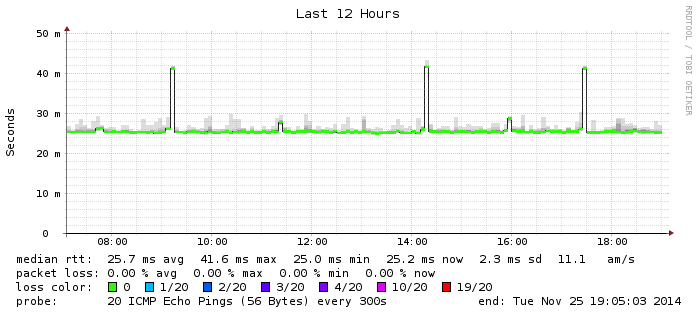 Last 12 Hours
RRDTOOL / TOBI OETIKER
Seconds
50 m
40 m
30 m
20 m
10 m
0
08:00 10:00 12:00 14:00 16:00 18:00
median rtt: 25.7 ms avg 41.6 ms max 25.0 ms min 25.2 ms now 2.3 ms sd 11.1 am/s
packet loss: 0.00 % avg 0.00 % max 0.00 % min 0.00 % now
loss color: 0 1/20 2/20 3/20 4/20 10/20 19/20
probe: 20 ICMP Echo Pings (56 Bytes) every 300s end: Tue Nov 25 19:05:03 2014